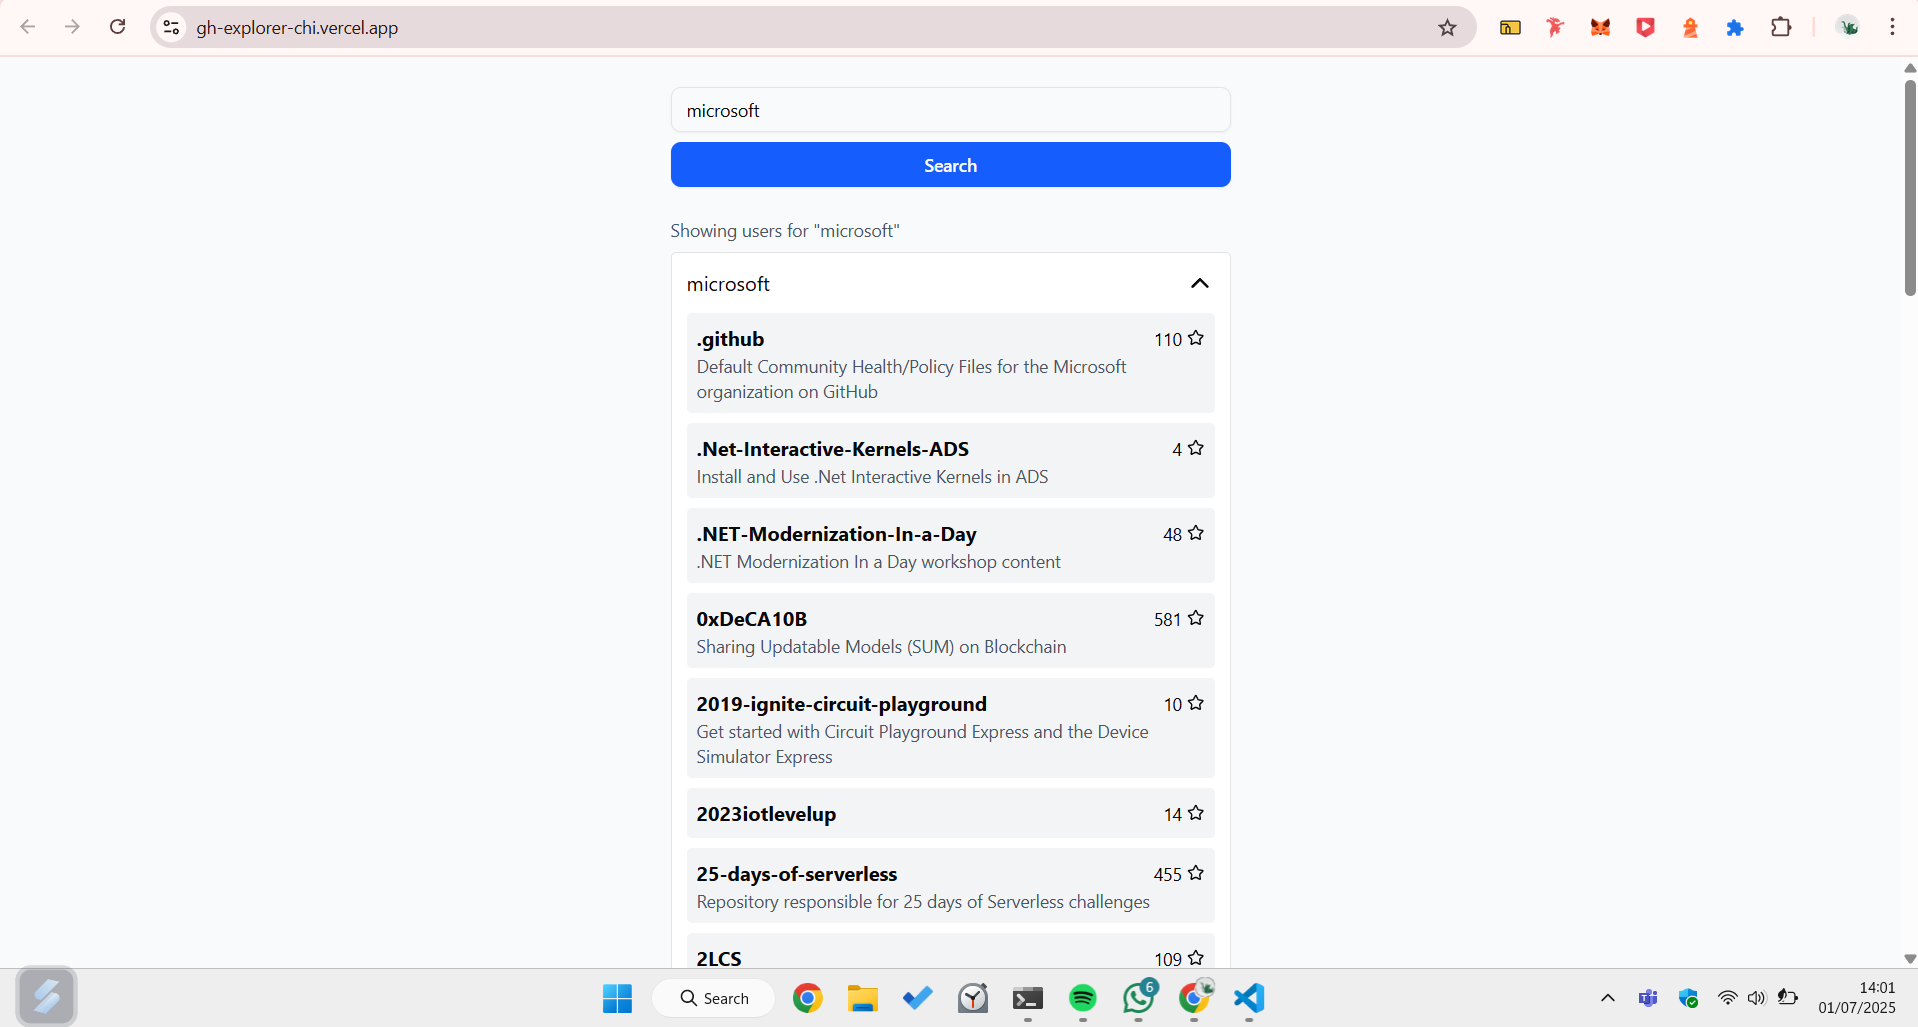 gh-explorer-chi.vercel.app
microsoft
Search
Showing users for "microsoft"
microsoft
.github 110
Default Community Health/Policy Files for the Microsoft
organization on GitHub
.Net-Interactive-Kernels-ADS 4
Install and Use .Net Interactive Kernels in ADS
.NET-Modernization-In-a-Day 48
.NET Modernization In a Day workshop content
0xDeCA10B 581
Sharing Updatable Models (SUM) on Blockchain
2019-ignite-circuit-playground 10
Get started with Circuit Playground Express and the Device
Simulator Express
2023iotlevelup 14
25-days-of-serverless 455
Repository responsible for 25 days of Serverless challenges
2LCS 109
Search
6
14:01
01/07/2025